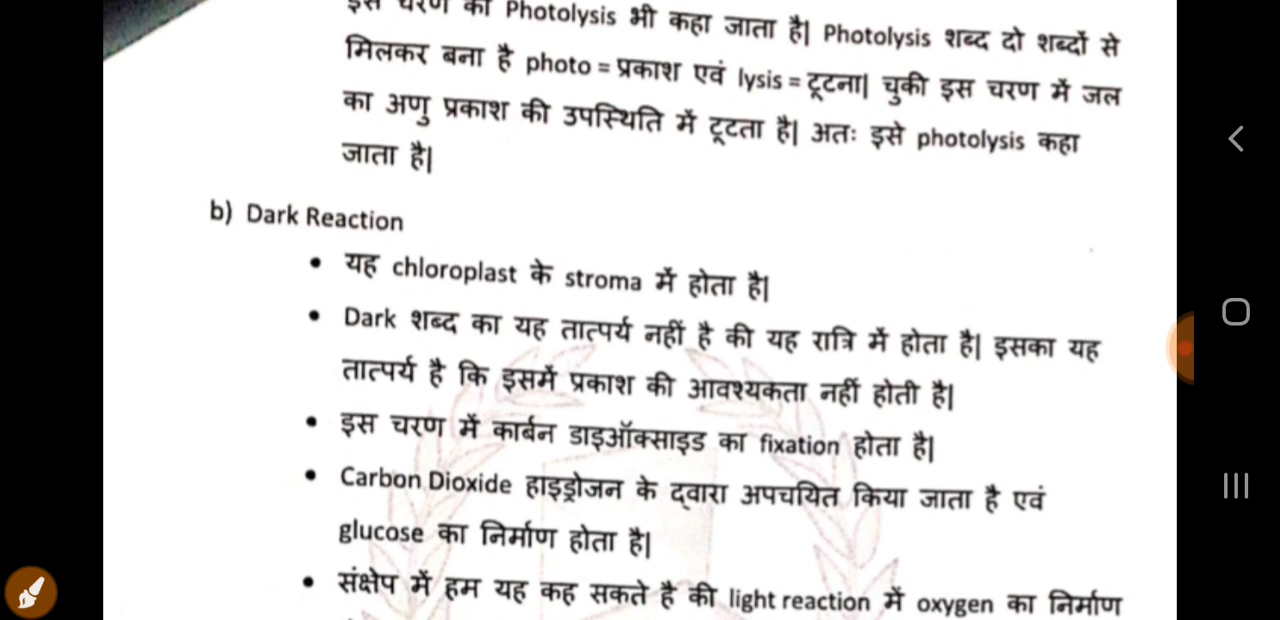 इस चरण को Photolysis भी कहा जाता है| Photolysis शब्द दो शब्दों से
मिलकर बना है photo = प्रकाश एवं lysis = टूटना| चुकी इस चरण में जल
का अणु प्रकाश की उपस्थिति में टूटता है| अतः इसे photolysis कहा
जाता है|
b) Dark Reaction
• यह chloroplast के stroma में होता है|
• Dark शब्द का यह तात्पर्य नहीं है की यह रात्रि में होता है| इसका यह
तात्पर्य है कि इसमें प्रकाश की आवश्यकता नहीं होती है|
• इस चरण में कार्बन डाइऑक्साइड का fixation होता है|
• Carbon Dioxide हाइड्रोजन के द्वारा अपचयित किया जाता है एवं
glucose का निर्माण होता है|
• संक्षेप में हम यह कह सकते है की light reaction में oxygen का निर्माण